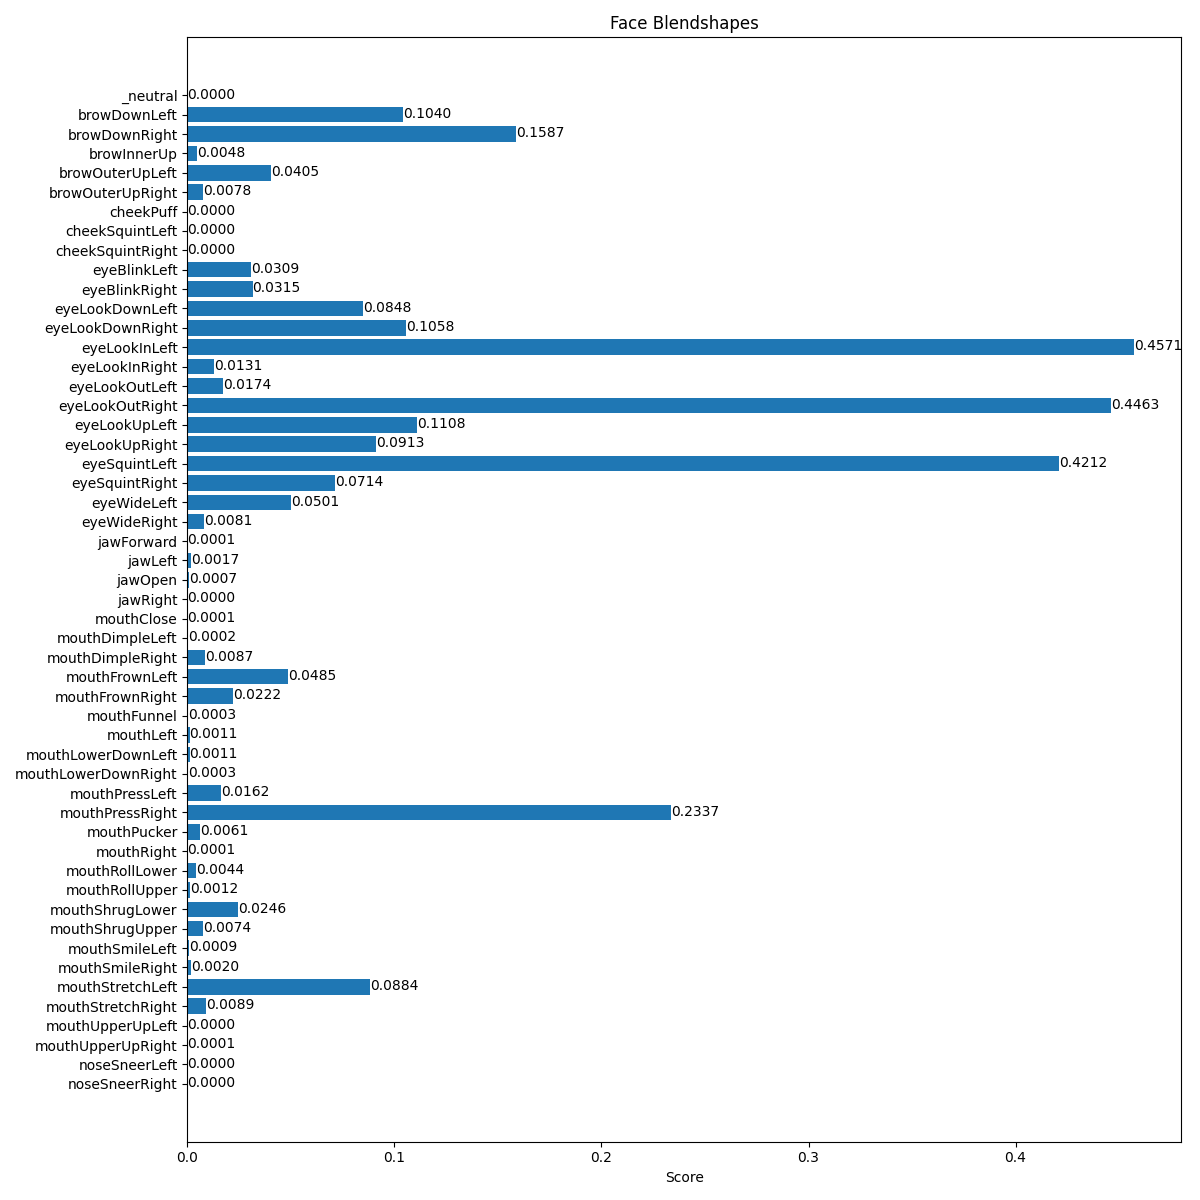 Face Blendshapes
_neutral 0.0000
browDownLeft 0.1040
browDownRight 0.1587
browInnerUp 0.0048
browOuterUpLeft 0.0405
browOuterUpRight 0.0078
cheekPuff 0.0000
cheekSquintLeft 0.0000
cheekSquintRight 0.0000
eyeBlinkLeft 0.0309
eyeBlinkRight 0.0315
eyeLookDownLeft 0.0848
eyeLookDownRight 0.1058
eyeLookInLeft 0.4571
eyeLookInRight 0.0131
eyeLookOutLeft 0.0174
eyeLookOutRight 0.4463
eyeLookUpLeft 0.1108
eyeLookUpRight 0.0913
eyeSquintLeft 0.4212
eyeSquintRight 0.0714
eyeWideLeft 0.0501
eyeWideRight 0.0081
jawForward 0.0001
jawLeft 0.0017
jawOpen 0.0007
jawRight 0.0000
mouthClose 0.0001
mouthDimpleLeft 0.0002
mouthDimpleRight 0.0087
mouthFrownLeft 0.0485
mouthFrownRight 0.0222
mouthFunnel 0.0003
mouthLeft 0.0011
mouthLowerDownLeft 0.0011
mouthLowerDownRight 0.0003
mouthPressLeft 0.0162
mouthPressRight 0.2337
mouthPucker 0.0061
mouthRight 0.0001
mouthRollLower 0.0044
mouthRollUpper 0.0012
mouthShrugLower 0.0246
mouthShrugUpper 0.0074
mouthSmileLeft 0.0009
mouthSmileRight 0.0020
mouthStretchLeft 0.0884
mouthStretchRight 0.0089
mouthUpperUpLeft 0.0000
mouthUpperUpRight 0.0001
noseSneerLeft 0.0000
noseSneerRight 0.0000
0.0 0.1 0.2 0.3 0.4
Score